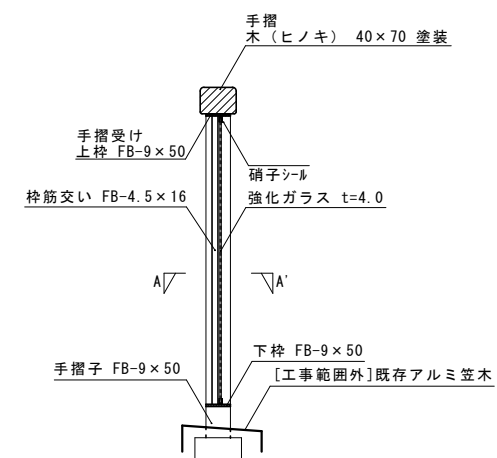 手摺
木（ヒノキ） 40×70 塗装
手摺受け
上枠 FB-9×50
硝子ｼｰﾙ
枠筋交い FB-4.5×16
強化ガラス t=4.0
A
A'
下枠 FB-9×50
手摺子 FB-9×50
[工事範囲外]既存アルミ笠木